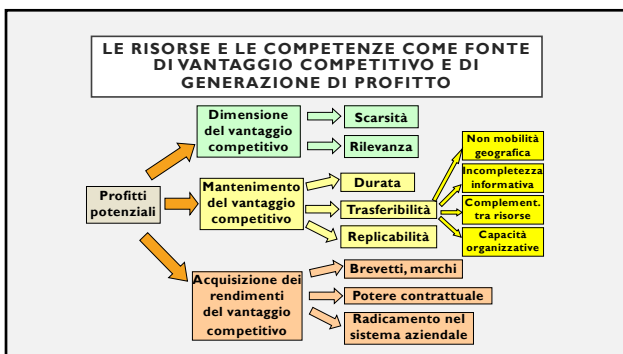 LE RISORSE E LE COMPETENZE COME FONTE
DI VANTAGGIO COMPETITIVO E DI
GENERAZIONE DI PROFITTO
Profitti
potenziali
Dimensione
del vantaggio
competitivo
Scarsità
Rilevanza
Mantenimento
del vantaggio
competitivo
Durata
Trasferibilità
Replicabilità
Non mobilità
geografica
Incompletezza
informativa
Complement.
tra risorse
Capacità
organizzative
Acquisizione dei
rendimenti
del vantaggio
competitivo
Brevetti, marchi
Potere contrattuale
Radicamento nel
sistema aziendale